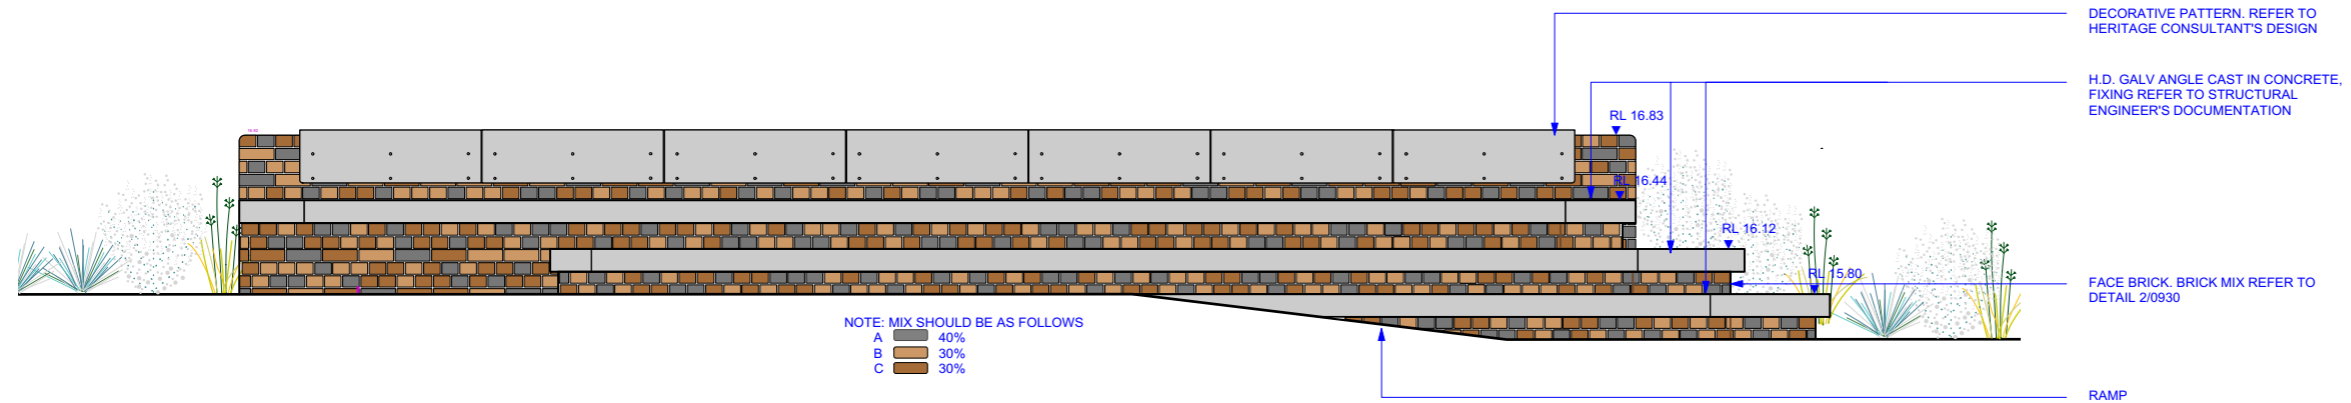 DECORATIVE PATTERN. REFER TO
HERITAGE CONSULTANT'S DESIGN
H.D. GALV ANGLE CAST IN CONCRETE,
FIXING REFER TO STRUCTURAL
ENGINEER'S DOCUMENTATION
RL 16.83
RL 16.44
RL 16.12
RL 15.80
FACE BRICK. BRICK MIX REFER TO
DETAIL 2/0930
NOTE: MIX SHOULD BE AS FOLLOWS
A 40%
B 30%
C 30%
RAMP